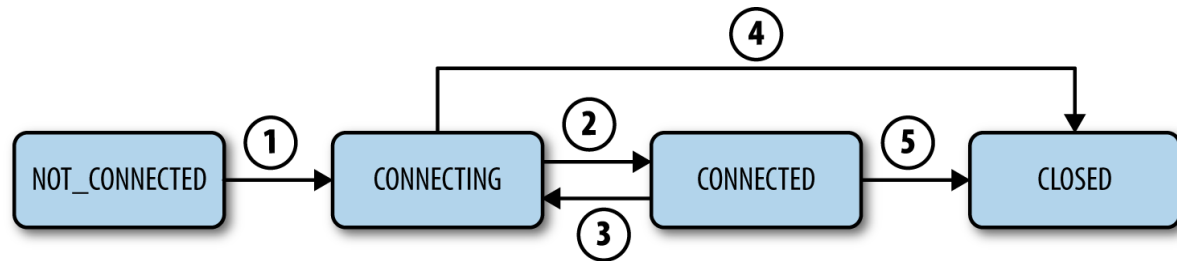 4
1
2
5
NOT_CONNECTED
CONNECTING
CONNECTED
CLOSED
3